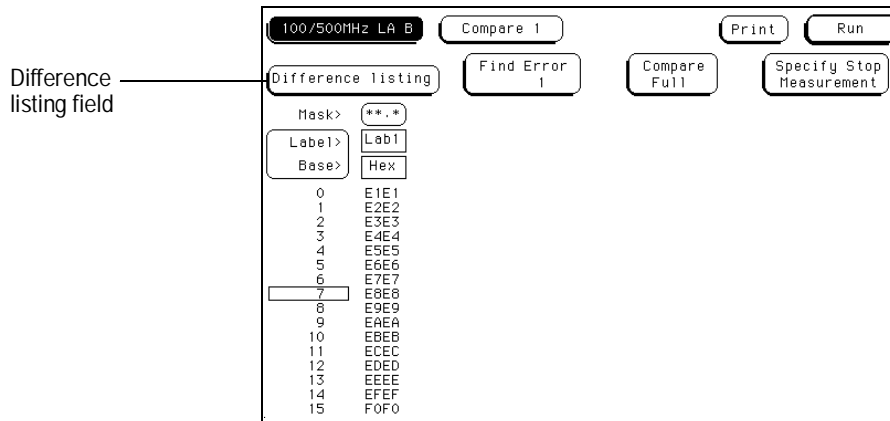 100/500MHz LA B Compare 1 Print Run
Difference listing field
Difference listing Find Error 1 Compare Full Specify Stop Measurement
Mask> **.*
Label> Lab1
Base> Hex
0 E1E1
1 E2E2
2 E3E3
3 E4E4
4 E5E5
5 E6E6
6 E7E7
7 E8E8
8 E9E9
9 EAEA
10 EBEB
11 ECEC
12 EDED
13 EEEE
14 EFEF
15 F0F0